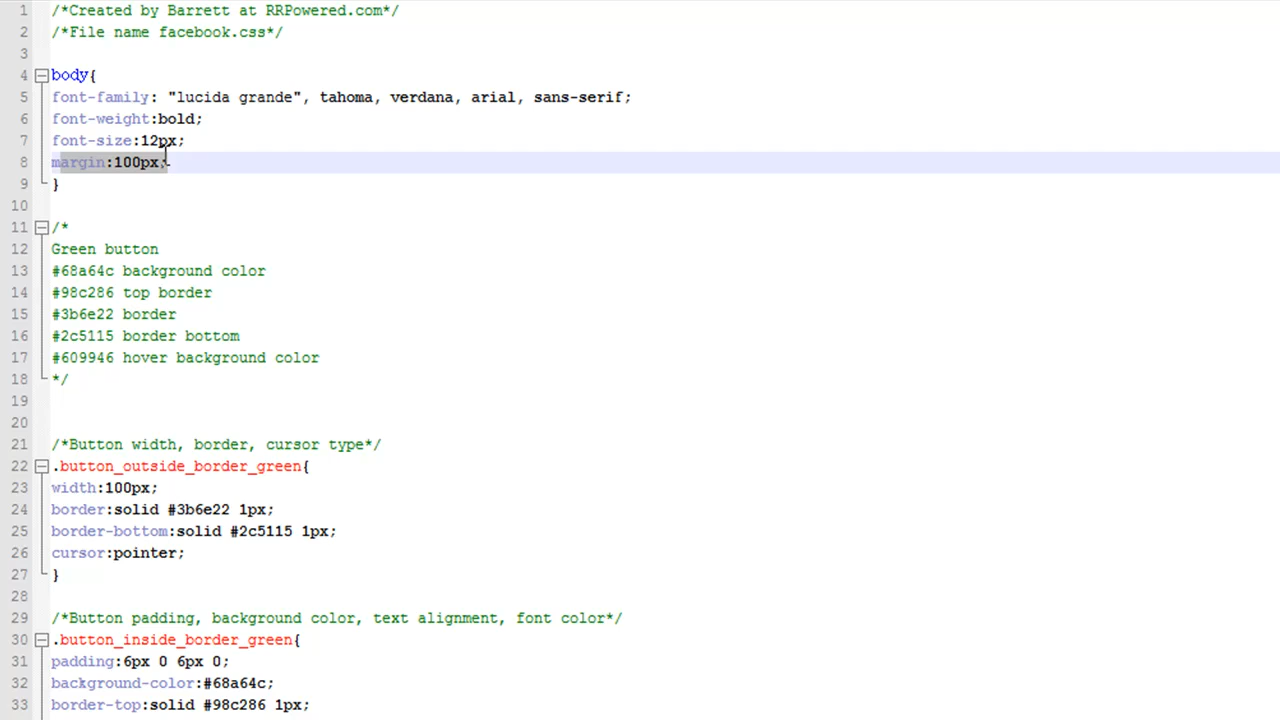 1 /*Created by Barrett at RRPowered.com*/
2 /*File name facebook.css*/
3
4 body{
5 font-family: "lucida grande", tahoma, verdana, arial, sans-serif;
6 font-weight:bold;
7 font-size:12px;
8 margin:100px;
9 }
10
11 /*
12 Green button
13 #68a64c background color
14 #98c286 top border
15 #3b6e22 border
16 #2c5115 border bottom
17 #609946 hover background color
18 */
19
20
21 /*Button width, border, cursor type*/
22 .button_outside_border_green{
23 width:100px;
24 border:solid #3b6e22 1px;
25 border-bottom:solid #2c5115 1px;
26 cursor:pointer;
27 }
28
29 /*Button padding, background color, text alignment, font color*/
30 .button_inside_border_green{
31 padding:6px 0 6px 0;
32 background-color:#68a64c;
33 border-top:solid #98c286 1px;